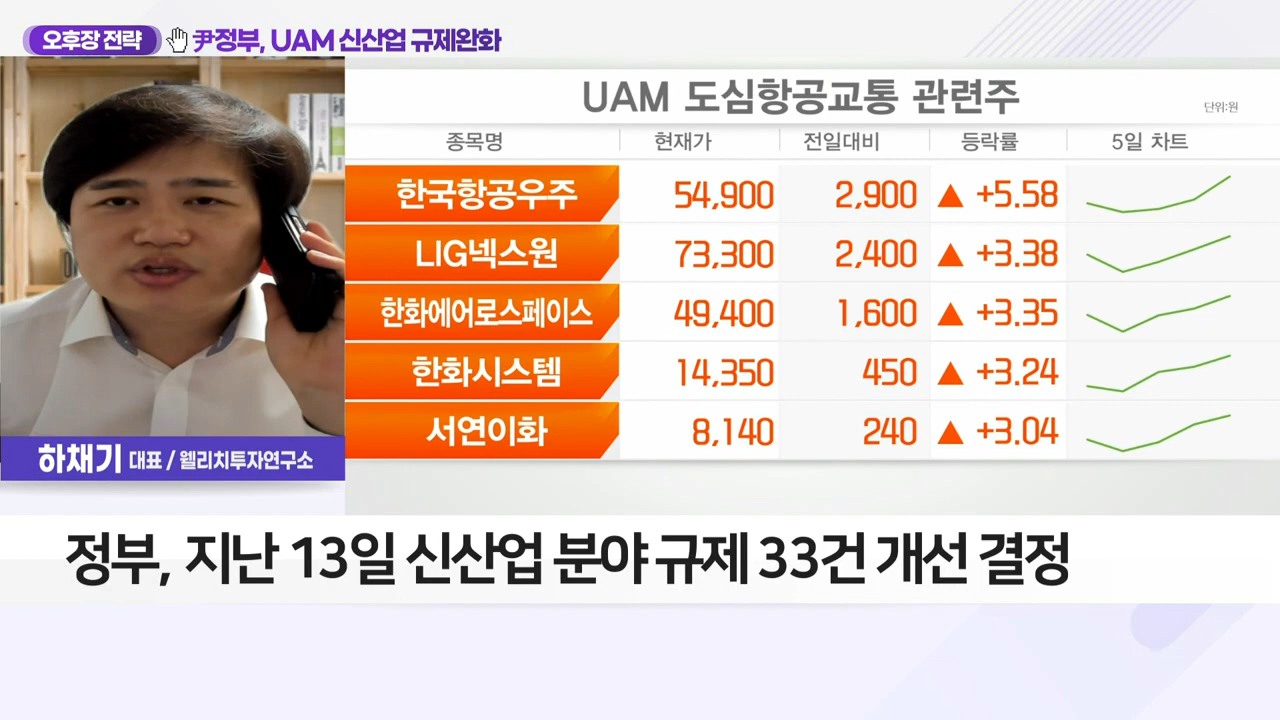 오후장 전략 尹정부, UAM 신산업 규제완화
UAM 도심항공교통 관련주
단위:원
종목명 현재가 전일대비 등락률 5일 차트
한국항공우주 54,900 2,900 ▲ +5.58
LIG넥스원 73,300 2,400 ▲ +3.38
한화에어로스페이스 49,400 1,600 ▲ +3.35
한화시스템 14,350 450 ▲ +3.24
서연이화 8,140 240 ▲ +3.04
하채기 대표 / 웰리치투자연구소
정부, 지난 13일 신산업 분야 규제 33건 개선 결정